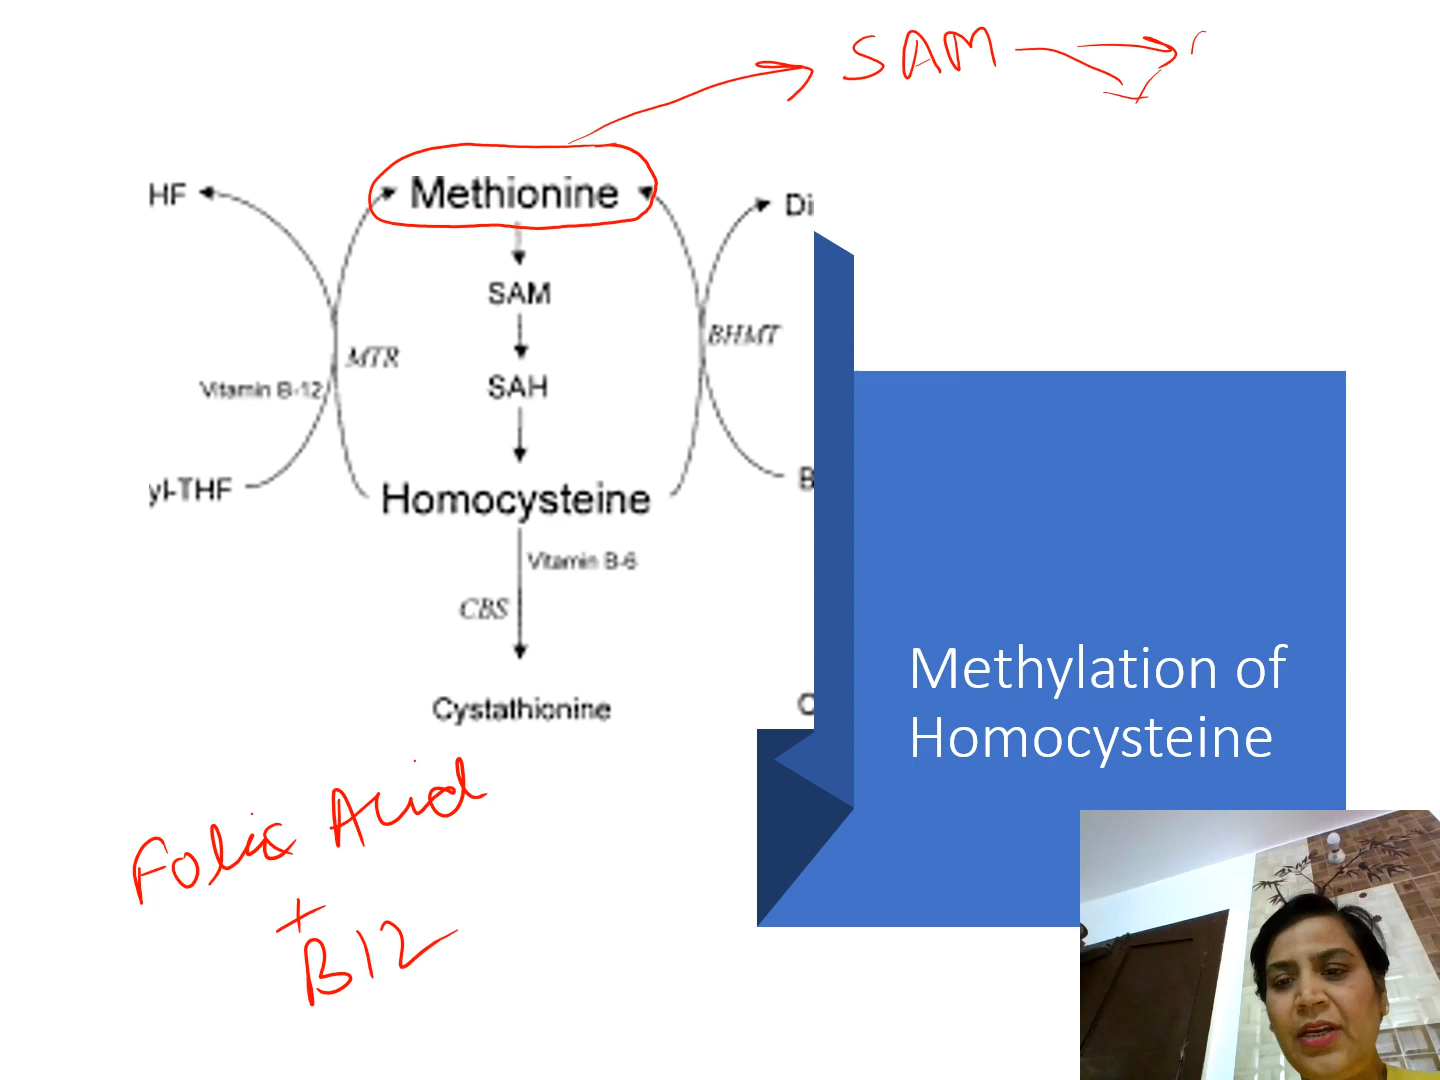 SAM
HF
Methionine
Di
SAM
BHMT
MTR
SAH
Vitamin B-12
yl-THF
Homocysteine
B
Vitamin B-6
CBS
Cystathionine
C
Methylation of
Homocysteine
Folic Acid
+
B12